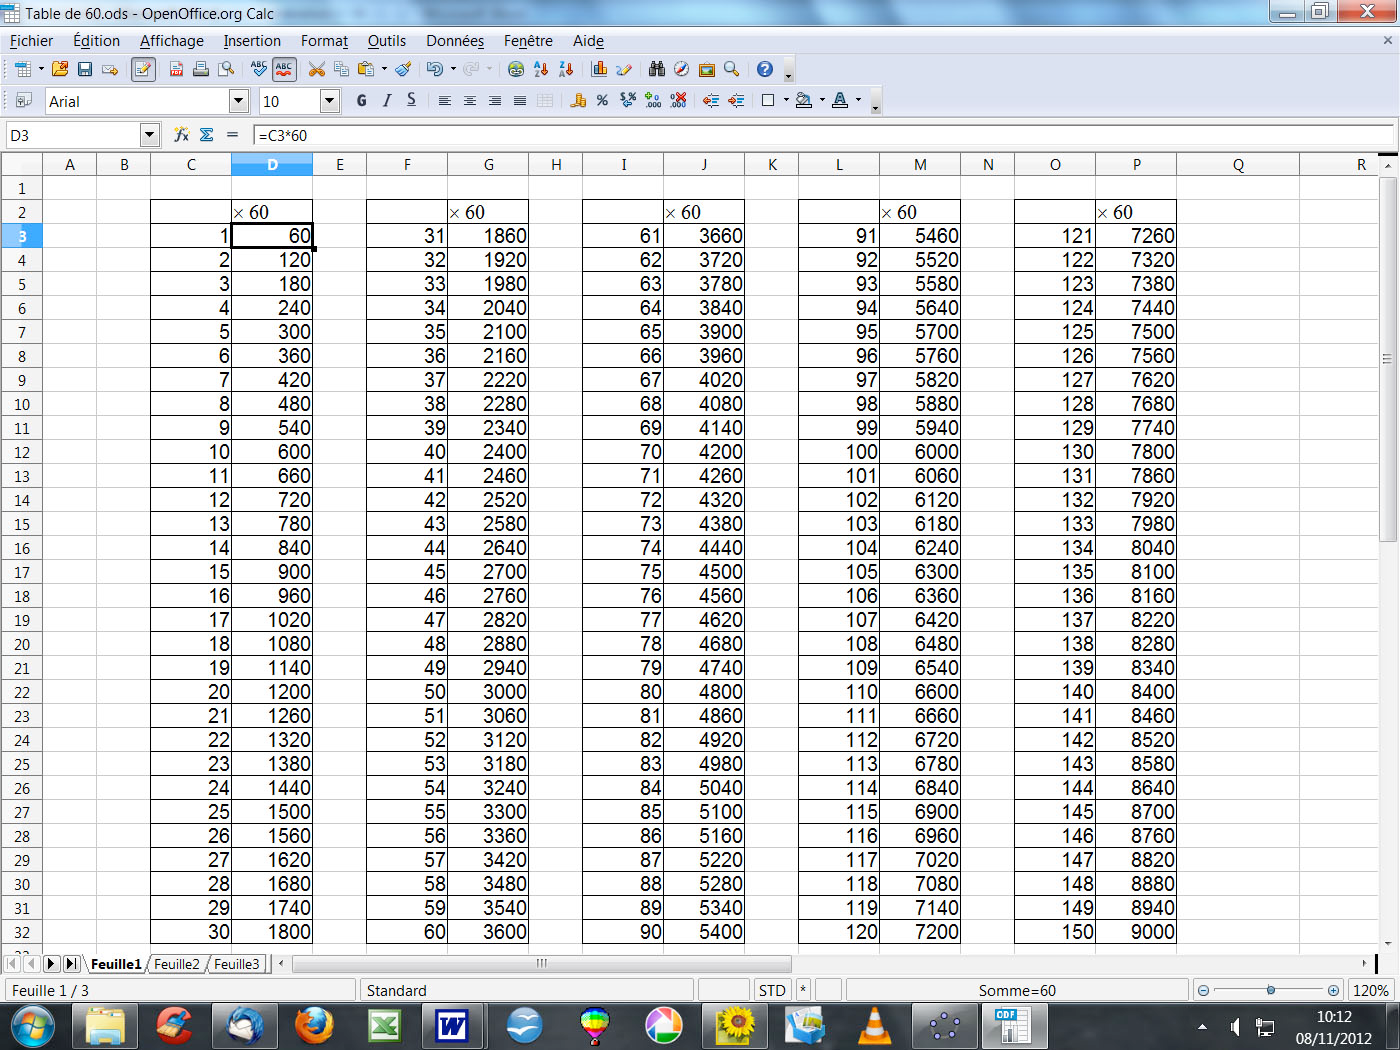 Table de 60.ods - OpenOffice.org Calc
Fichier Édition Affichage Insertion Format Outils Données Fenêtre Aide
Arial 10 G I S
D3 =C3*60
A B C D E F G H I J K L M N O P Q R
1
2 × 60 × 60 × 60 × 60 × 60
3 1 60 31 1860 61 3660 91 5460 121 7260
4 2 120 32 1920 62 3720 92 5520 122 7320
5 3 180 33 1980 63 3780 93 5580 123 7380
6 4 240 34 2040 64 3840 94 5640 124 7440
7 5 300 35 2100 65 3900 95 5700 125 7500
8 6 360 36 2160 66 3960 96 5760 126 7560
9 7 420 37 2220 67 4020 97 5820 127 7620
10 8 480 38 2280 68 4080 98 5880 128 7680
11 9 540 39 2340 69 4140 99 5940 129 7740
12 10 600 40 2400 70 4200 100 6000 130 7800
13 11 660 41 2460 71 4260 101 6060 131 7860
14 12 720 42 2520 72 4320 102 6120 132 7920
15 13 780 43 2580 73 4380 103 6180 133 7980
16 14 840 44 2640 74 4440 104 6240 134 8040
17 15 900 45 2700 75 4500 105 6300 135 8100
18 16 960 46 2760 76 4560 106 6360 136 8160
19 17 1020 47 2820 77 4620 107 6420 137 8220
20 18 1080 48 2880 78 4680 108 6480 138 8280
21 19 1140 49 2940 79 4740 109 6540 139 8340
22 20 1200 50 3000 80 4800 110 6600 140 8400
23 21 1260 51 3060 81 4860 111 6660 141 8460
24 22 1320 52 3120 82 4920 112 6720 142 8520
25 23 1380 53 3180 83 4980 113 6780 143 8580
26 24 1440 54 3240 84 5040 114 6840 144 8640
27 25 1500 55 3300 85 5100 115 6900 145 8700
28 26 1560 56 3360 86 5160 116 6960 146 8760
29 27 1620 57 3420 87 5220 117 7020 147 8820
30 28 1680 58 3480 88 5280 118 7080 148 8880
31 29 1740 59 3540 89 5340 119 7140 149 8940
32 30 1800 60 3600 90 5400 120 7200 150 9000
Feuille1 Feuille2 Feuille3
Feuille 1 / 3 Standard STD * Somme=60 120%
ODF 10:12
08/11/2012